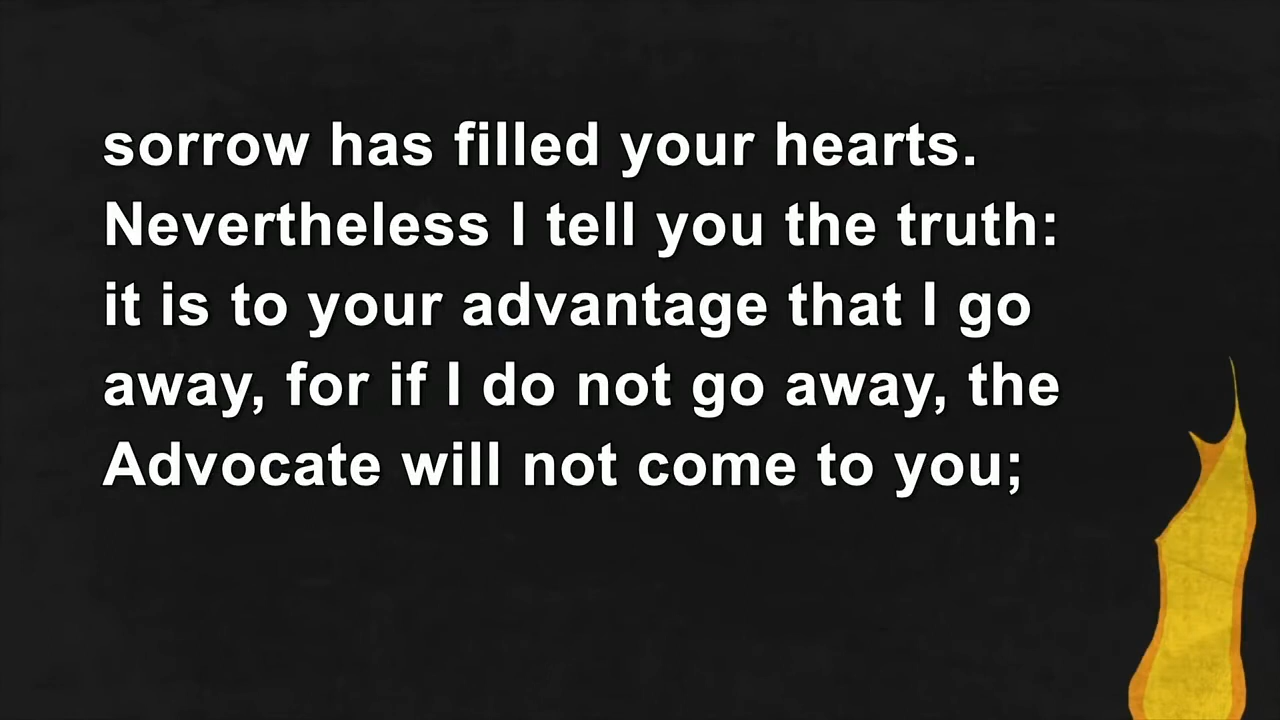 sorrow has filled your hearts.
Nevertheless I tell you the truth:
it is to your advantage that I go
away, for if I do not go away, the
Advocate will not come to you;